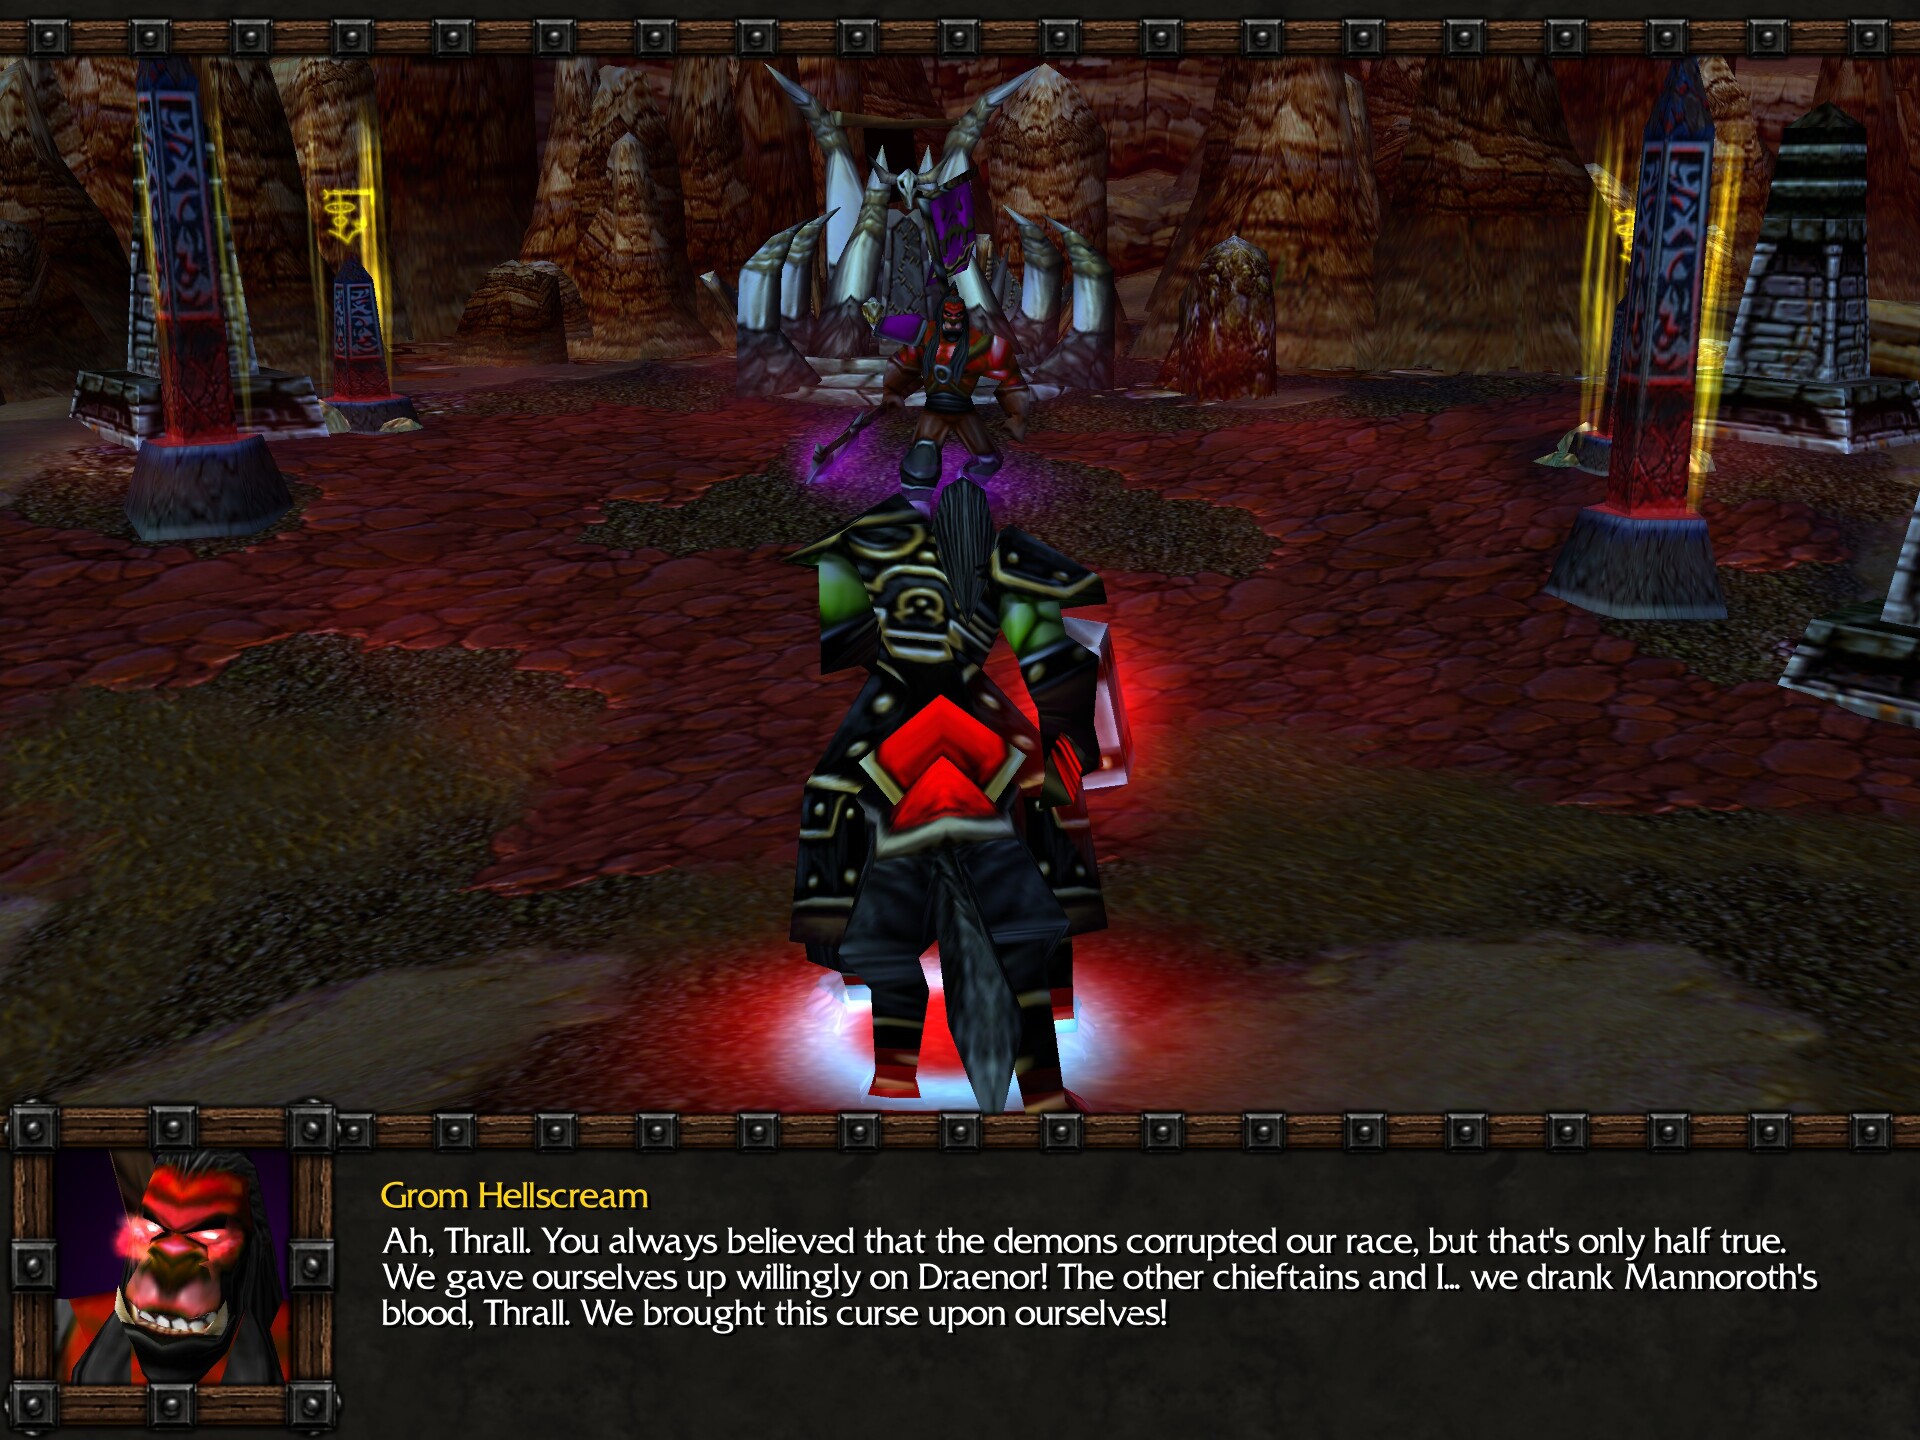 Grom Hellscream
Ah, Thrall. You always believed that the demons corrupted our race, but that's only half true.
We gave ourselves up willingly on Draenor! The other chieftains and I... we drank Mannoroth's
blood, Thrall. We brought this curse upon ourselves!